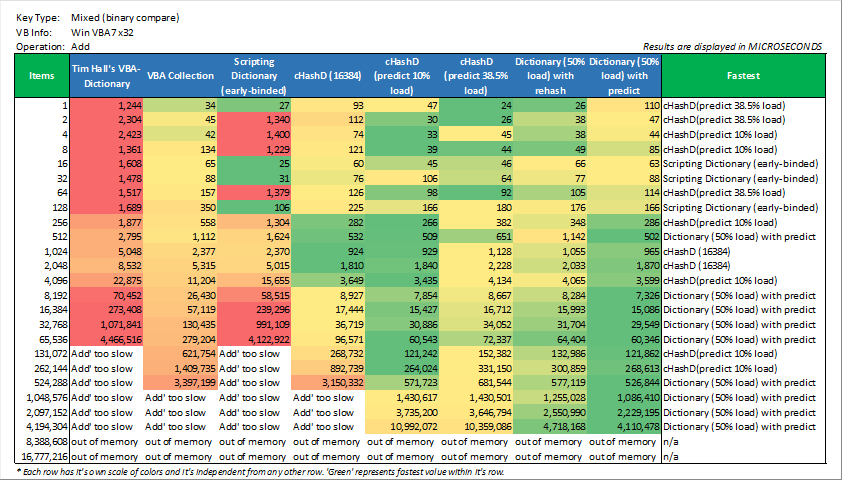 Key Type: Mixed (binary compare)
VB Info: Win VBA7 x32
Operation: Add
Results are displayed in MICROSECONDS
Items Tim Hall's VBA-Dictionary VBA Collection Scripting Dictionary (early-binded) cHashD (16384) cHashD (predict 10% load) cHashD (predict 38.5% load) Dictionary (50% load) with rehash Dictionary (50% load) with predict Fastest
1 1,244 34 27 93 47 24 26 110 cHashD(predict 38.5% load)
2 2,304 45 1,340 112 30 26 38 47 cHashD(predict 38.5% load)
4 2,423 42 1,400 74 33 45 38 44 cHashD(predict 10% load)
8 1,361 134 1,229 121 39 44 49 85 cHashD(predict 10% load)
16 1,608 65 25 60 45 46 66 63 Scripting Dictionary (early-binded)
32 1,478 88 31 76 106 64 77 88 Scripting Dictionary (early-binded)
64 1,517 157 1,379 126 98 92 105 114 cHashD(predict 38.5% load)
128 1,689 350 106 225 166 180 176 166 Scripting Dictionary (early-binded)
256 1,877 558 1,304 282 266 382 348 286 cHashD(predict 10% load)
512 2,795 1,112 1,624 532 509 651 1,142 502 Dictionary (50% load) with predict
1,024 5,048 2,377 2,370 924 929 1,128 1,055 965 cHashD (16384)
2,048 8,532 5,315 5,015 1,810 1,840 2,228 2,033 1,870 cHashD (16384)
4,096 22,875 11,204 15,655 3,649 3,435 4,134 4,065 3,599 cHashD(predict 10% load)
8,192 70,452 26,430 58,515 8,927 7,854 8,667 8,284 7,326 Dictionary (50% load) with predict
16,384 273,408 57,119 239,296 17,444 15,427 16,712 15,993 15,086 Dictionary (50% load) with predict
32,768 1,071,841 130,435 991,109 36,719 30,886 34,052 31,704 29,549 Dictionary (50% load) with predict
65,536 4,466,516 279,204 4,122,922 96,571 60,543 72,337 64,404 60,346 Dictionary (50% load) with predict
131,072 Add' too slow 621,754 Add' too slow 268,732 121,242 152,382 132,986 121,862 cHashD(predict 10% load)
262,144 Add' too slow 1,409,735 Add' too slow 892,739 264,024 331,150 300,859 268,613 cHashD(predict 10% load)
524,288 Add' too slow 3,397,199 Add' too slow 3,150,332 571,723 681,544 577,119 526,844 Dictionary (50% load) with predict
1,048,576 Add' too slow Add' too slow Add' too slow Add' too slow 1,430,617 1,430,501 1,255,028 1,086,410 Dictionary (50% load) with predict
2,097,152 Add' too slow Add' too slow Add' too slow Add' too slow 3,735,200 3,646,794 2,550,990 2,229,195 Dictionary (50% load) with predict
4,194,304 Add' too slow Add' too slow Add' too slow Add' too slow 10,992,072 10,359,086 4,718,168 4,110,478 Dictionary (50% load) with predict
8,388,608 out of memory out of memory out of memory out of memory out of memory out of memory out of memory out of memory n/a
16,777,216 out of memory out of memory out of memory out of memory out of memory out of memory out of memory out of memory n/a
* Each row has it's own scale of colors and it's independent from any other row. 'Green' represents fastest value within it's row.